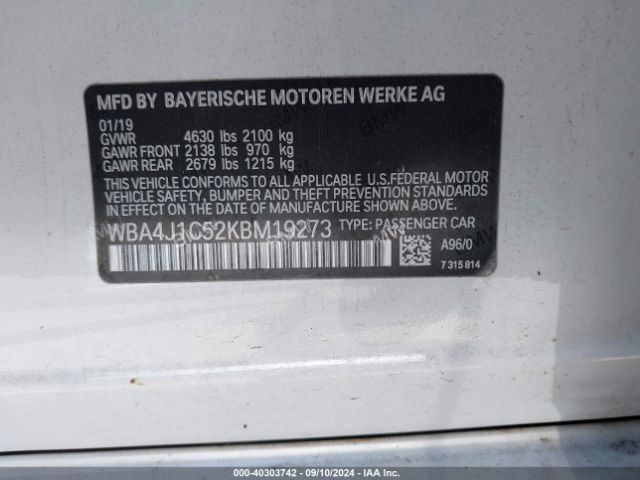 MFD BY BAYERISCHE MOTOREN WERKE AG
01/19
GVWR 4630 lbs 2100 kg
GAWR FRONT 2138 lbs 970 kg
GAWR REAR 2679 lbs 1215 kg
THIS VEHICLE CONFORMS TO ALL APPLICABLE U.S.FEDERAL MOTOR
VEHICLE SAFETY, BUMPER AND THEFT PREVENTION STANDARDS
IN EFFECT ON THE DATE OF MANUFACTURE SHOWN ABOVE.
WBA4J1C52KBM19273 TYPE: PASSENGER CAR
A96/0
7 315 814
000-40303742 - 09/10/2024 - IAA Inc.